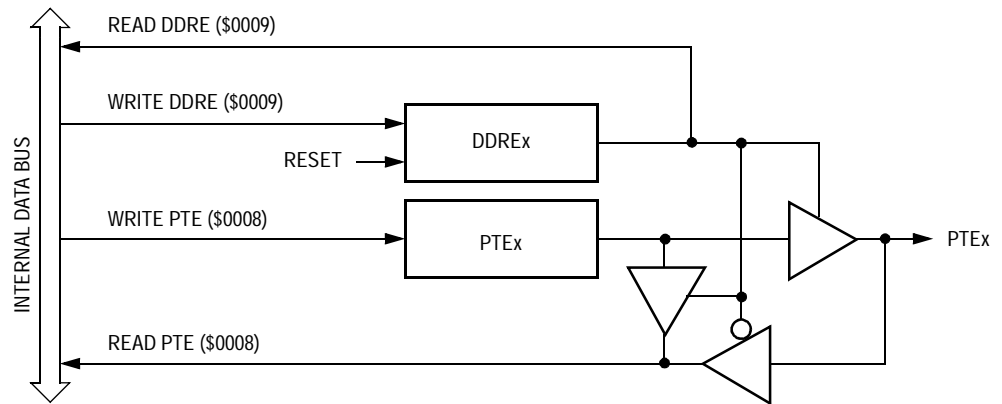 READ DDRE ($0009)
WRITE DDRE ($0009)
DDREx
RESET
WRITE PTE ($0008)
PTEx
PTEx
READ PTE ($0008)
INTERNAL DATA BUS